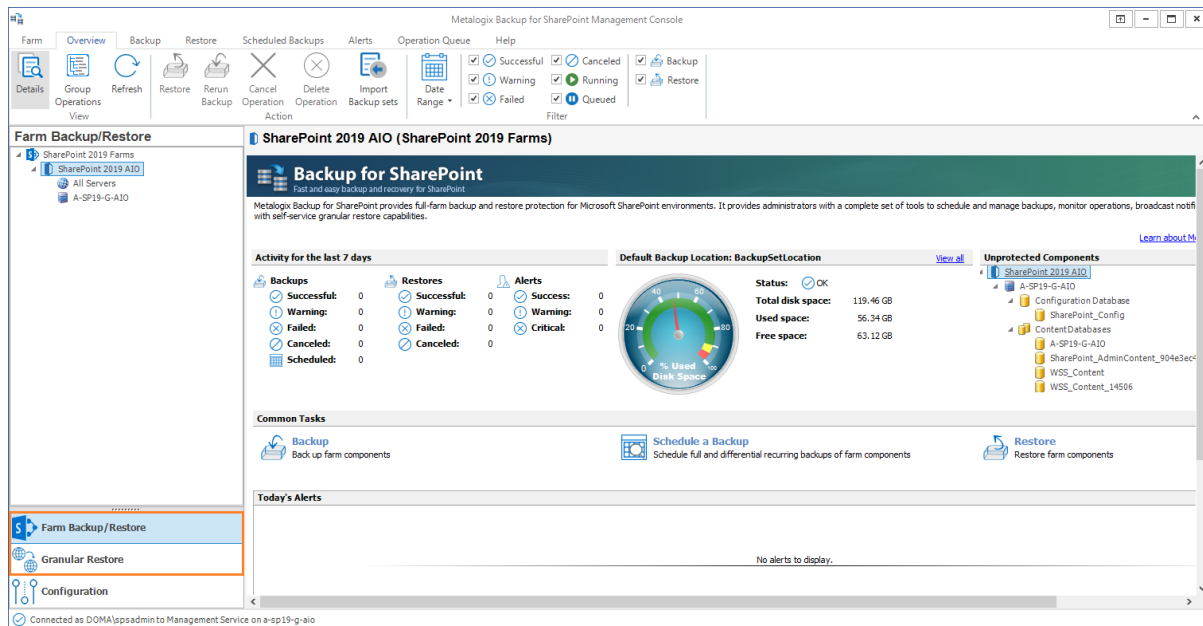 Metalogix Backup for SharePoint Management Console
Farm Overview Backup Restore Scheduled Backups Alerts Operation Queue Help
Details
Group Operations
Refresh
View
Restore
Rerun Backup
Cancel Operation
Delete Operation
Import Backup sets
Action
Date Range
Successful Canceled Backup
Warning Running Restore
Failed Queued
Filter
Farm Backup/Restore
SharePoint 2019 Farms
SharePoint 2019 AIO
All Servers
A-SP19-G-AIO
Farm Backup/Restore
Granular Restore
Configuration
SharePoint 2019 AIO (SharePoint 2019 Farms)
Backup for SharePoint
Fast and easy backup and recovery for SharePoint
Metalogix Backup for SharePoint provides full-farm backup and restore protection for Microsoft SharePoint environments. It provides administrators with a complete set of tools to schedule and manage backups, monitor operations, broadcast notifi
with self-service granular restore capabilities.
Learn about M
Activity for the last 7 days
Backups
Successful: 0
Warning: 0
Failed: 0
Canceled: 0
Scheduled: 0
Restores
Successful: 0
Warning: 0
Failed: 0
Canceled: 0
Alerts
Success: 0
Warning: 0
Critical: 0
Default Backup Location: BackupSetLocation View all
0 20 40 60 80 100
% Used
Disk Space
Status: OK
Total disk space: 119.46 GB
Used space: 56.34 GB
Free space: 63.12 GB
Unprotected Components
SharePoint 2019 AIO
A-SP19-G-AIO
Configuration Database
SharePoint_Config
Content Databases
A-SP19-G-AIO
SharePoint_AdminContent_904e3ec4
WSS_Content
WSS_Content_14506
Common Tasks
Backup
Back up farm components
Schedule a Backup
Schedule full and differential recurring backups of farm components
Restore
Restore farm components
Today's Alerts
No alerts to display.
Connected as DOMA\spsadmin to Management Service on a-sp19-g-aio